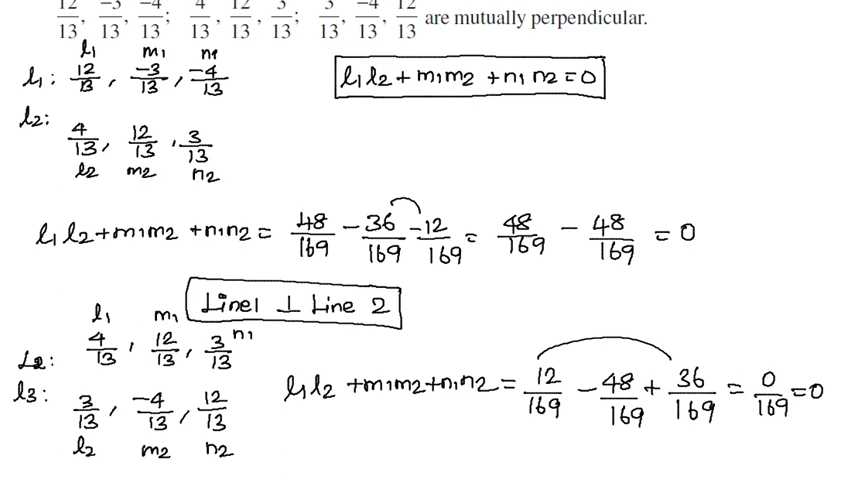 12/13, -3/13, -4/13; 4/13, 12/13, 3/13; 3/13, -4/13, 12/13 are mutually perpendicular.
l1 m1 n1
l1: 12/13, -3/13, -4/13
l1l2 + m1m2 + n1n2 = 0
l2:
4/13, 12/13, 3/13
l2 m2 n2
l1l2 + m1m2 + n1n2 = 48/169 - 36/169 - 12/169 = 48/169 - 48/169 = 0
Line1 ⊥ Line 2
l1 m1 n1
L2: 4/13, 12/13, 3/13
l3: 3/13, -4/13, 12/13
l2 m2 n2
l1l2 + m1m2 + n1n2 = 12/169 - 48/169 + 36/169 = 0/169 = 0